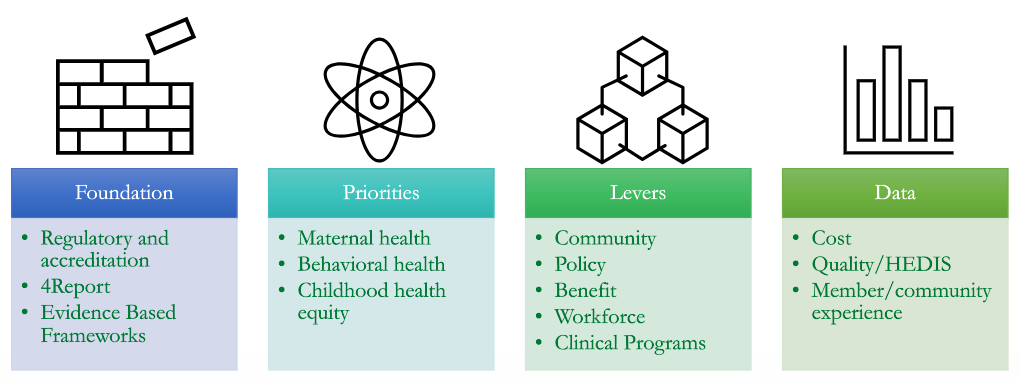 Foundation
• Regulatory and
accreditation
• 4Report
• Evidence Based
Frameworks
Priorities
• Maternal health
• Behavioral health
• Childhood health
equity
Levers
• Community
• Policy
• Benefit
• Workforce
• Clinical Programs
Data
• Cost
• Quality/HEDIS
• Member/community
experience